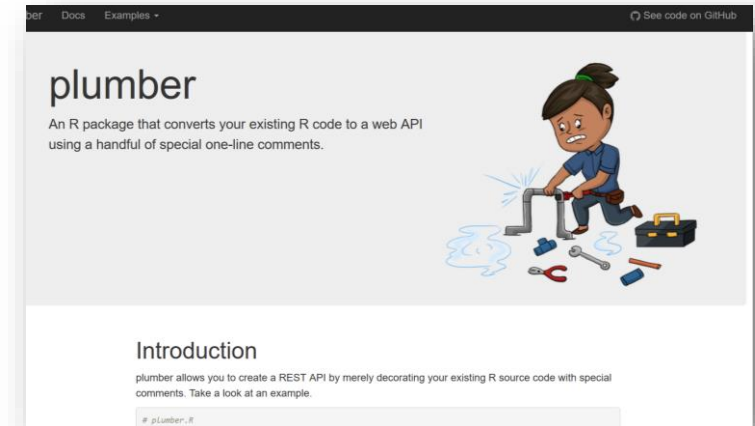 ber Docs Examples See code on GitHub
plumber
An R package that converts your existing R code to a web API
using a handful of special one-line comments.
Introduction
plumber allows you to create a REST API by merely decorating your existing R source code with special
comments. Take a look at an example.
# plumber.R